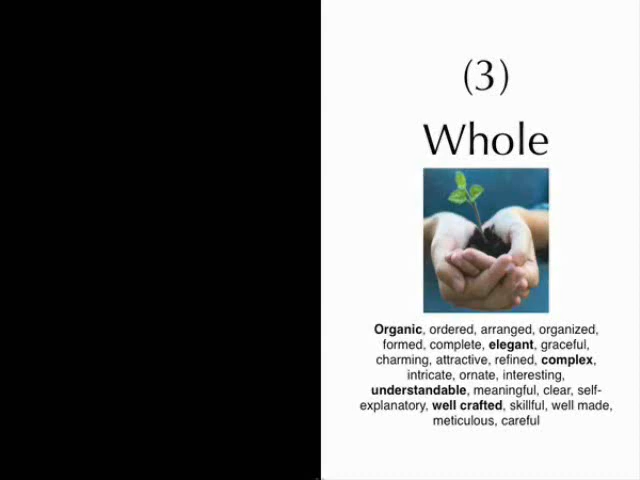 (3)
Whole
Organic, ordered, arranged, organized,
formed, complete, elegant, graceful,
charming, attractive, refined, complex,
intricate, ornate, interesting,
understandable, meaningful, clear, self-
explanatory, well crafted, skillful, well made,
meticulous, careful